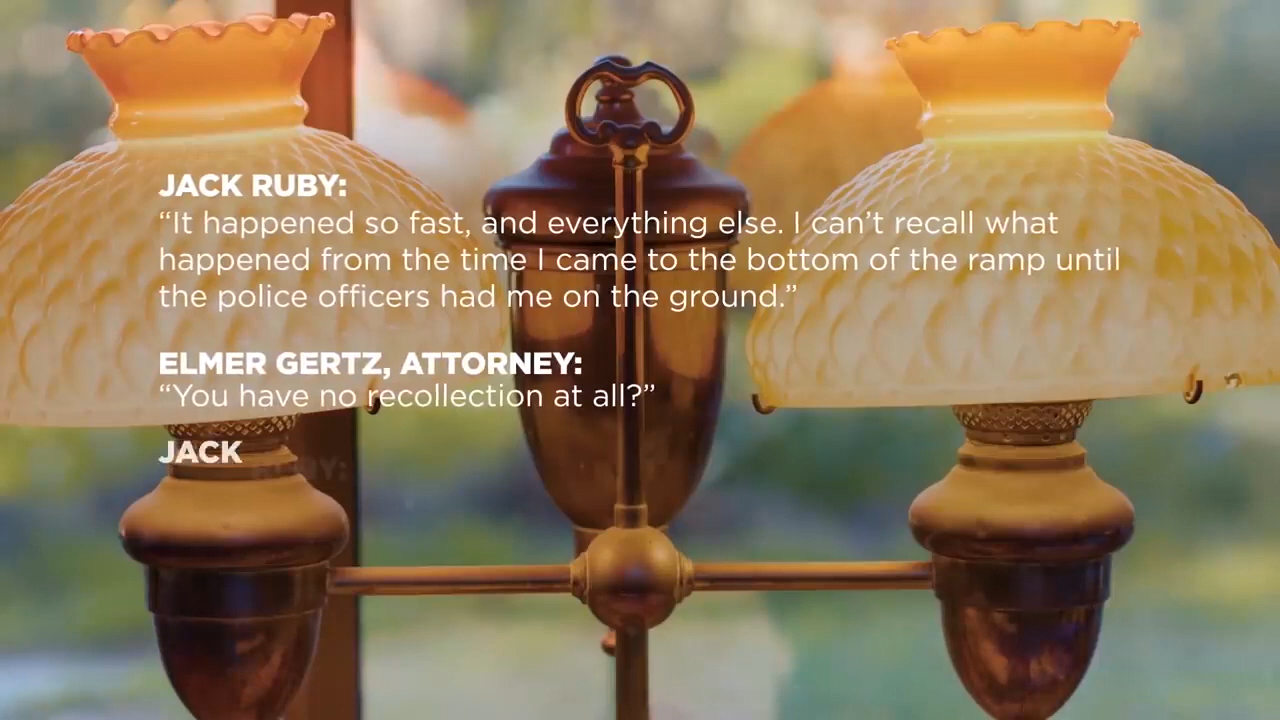 JACK RUBY:
“It happened so fast, and everything else. I can’t recall what
happened from the time I came to the bottom of the ramp until
the police officers had me on the ground.”
ELMER GERTZ, ATTORNEY:
“You have no recollection at all?”
JACK RUBY: